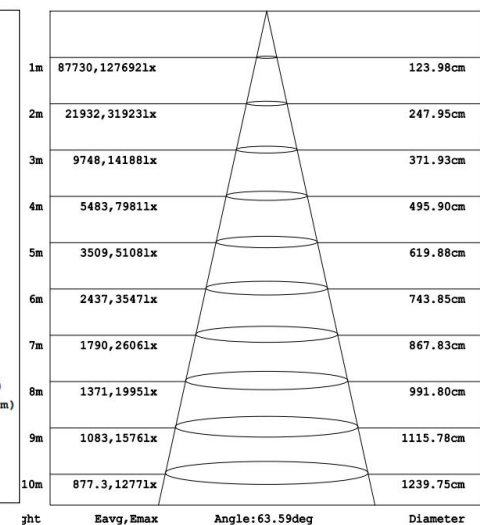 1m 87730,127692lx 123.98cm
2m 21932,31923lx 247.95cm
3m 9748,14188lx 371.93cm
4m 5483,7981lx 495.90cm
5m 3509,5108lx 619.88cm
6m 2437,3547lx 743.85cm
7m 1790,2606lx 867.83cm
8m 1371,1995lx 991.80cm
m)
9m 1083,1576lx 1115.78cm
10m 877.3,1277lx 1239.75cm
ght Eavg,Emax Angle:63.59deg Diameter